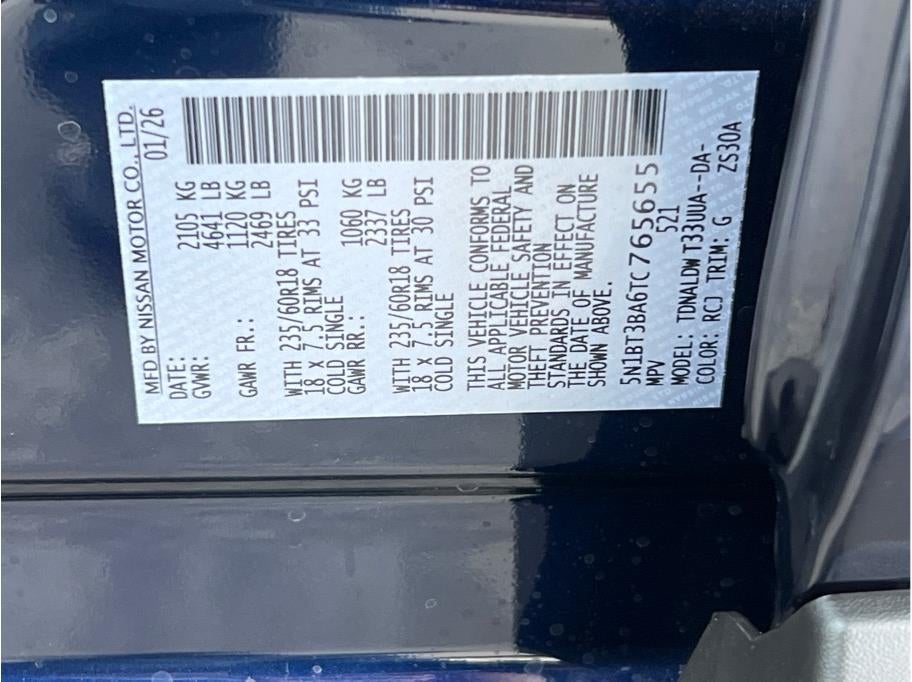 MFD BY NISSAN MOTOR CO., LTD.
DATE: 01/26
GVWR: 2105 KG
4641 LB
GAWR FR.: 1120 KG
2469 LB
WITH 235/60R18 TIRES
18 X 7.5 RIMS AT 33 PSI
COLD SINGLE
GAWR RR.: 1060 KG
2337 LB
WITH 235/60R18 TIRES
18 X 7.5 RIMS AT 30 PSI
COLD SINGLE
THIS VEHICLE CONFORMS TO
ALL APPLICABLE FEDERAL
MOTOR VEHICLE SAFETY AND
THEFT PREVENTION
STANDARDS IN EFFECT ON
THE DATE OF MANUFACTURE
SHOWN ABOVE.
5N1BT3BA6TC765655
MPV 521
MODEL: TDNALDW T33UUA--DA-
COLOR: RCJ TRIM: G ZS30A